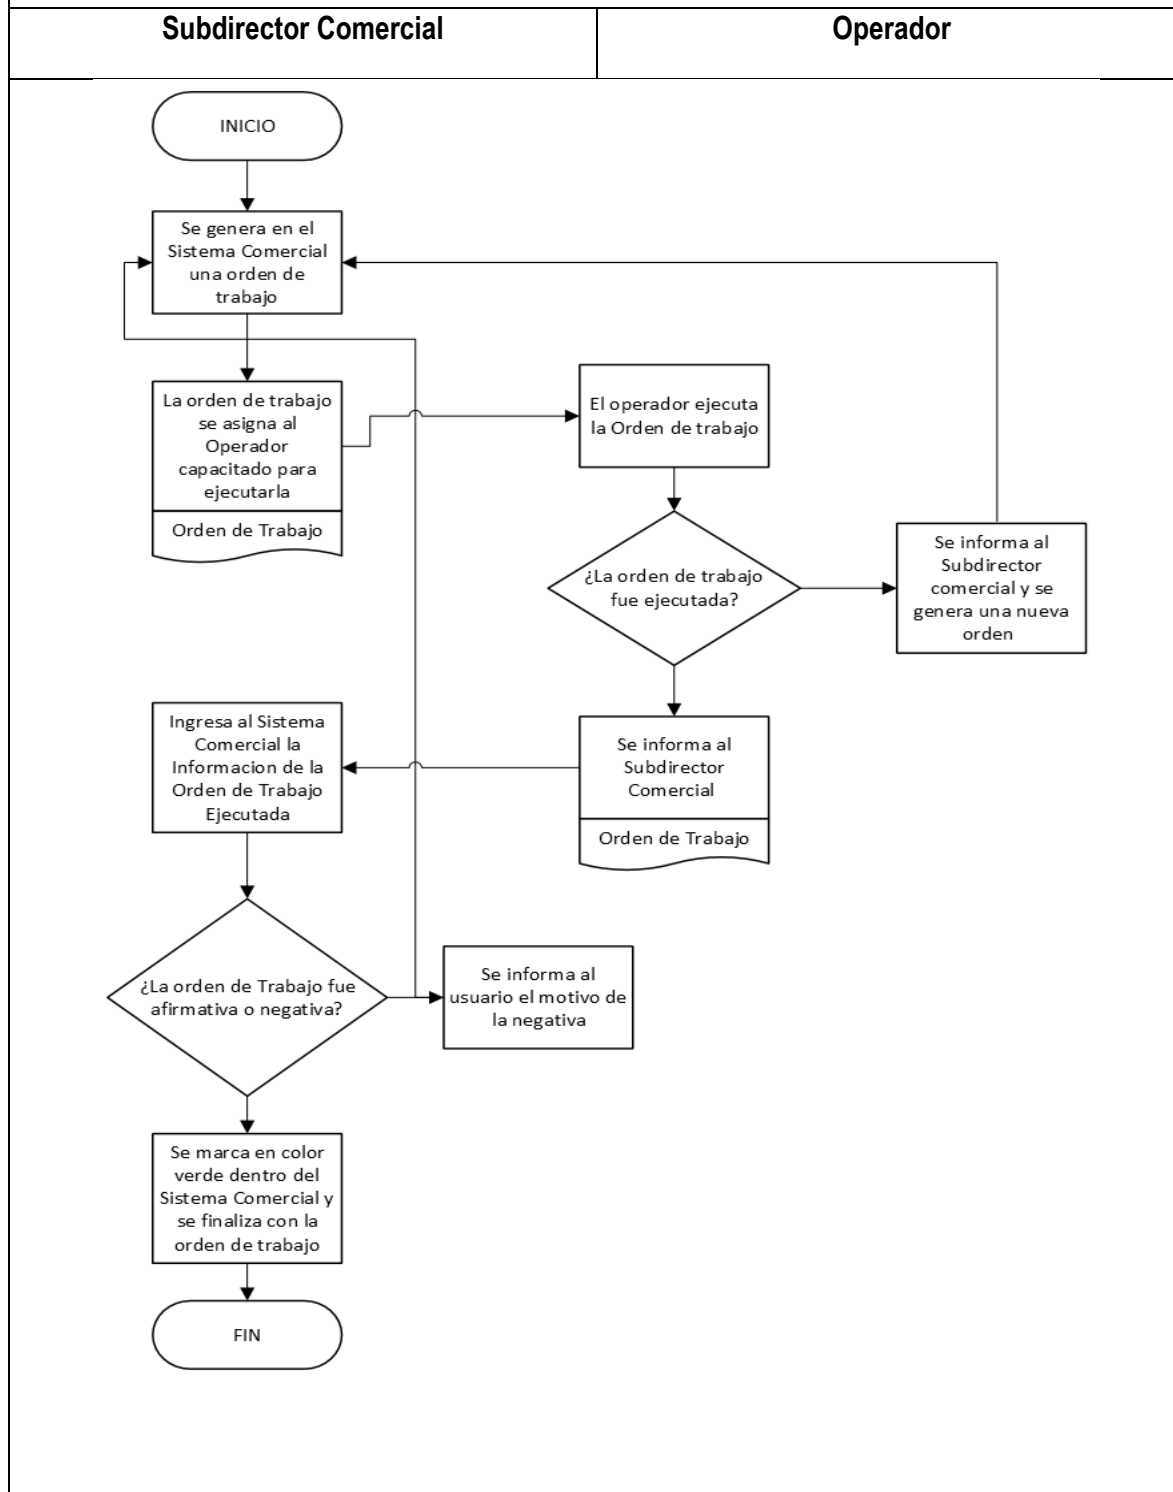 Subdirector Comercial
Operador
INICIO
Se genera en el
Sistema Comercial
una orden de
trabajo
La orden de trabajo
se asigna al
Operador
capacitado para
ejecutarla
Orden de Trabajo
El operador ejecuta
la Orden de trabajo
¿La orden de trabajo
fue ejecutada?
Se informa al
Subdirector
comercial y se
genera una nueva
orden
Se informa al
Subdirector
Comercial
Orden de Trabajo
Ingresa al Sistema
Comercial la
Informacion de la
Orden de Trabajo
Ejecutada
¿La orden de Trabajo fue
afirmativa o negativa?
Se informa al
usuario el motivo de
la negativa
Se marca en color
verde dentro del
Sistema Comercial y
se finaliza con la
orden de trabajo
FIN